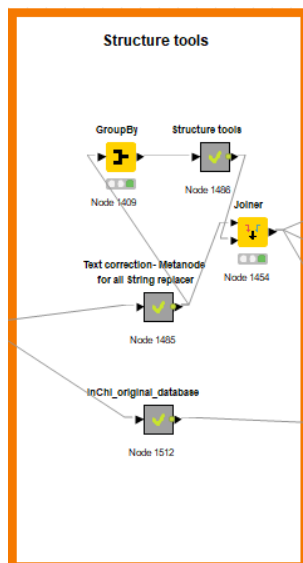 Structure tools
GroupBy
Structure tools
Node 1409
Node 1486
Joiner
Node 1454
Text correction- Metanode
for all String replacer
Node 1485
InChI_original_database
Node 1512